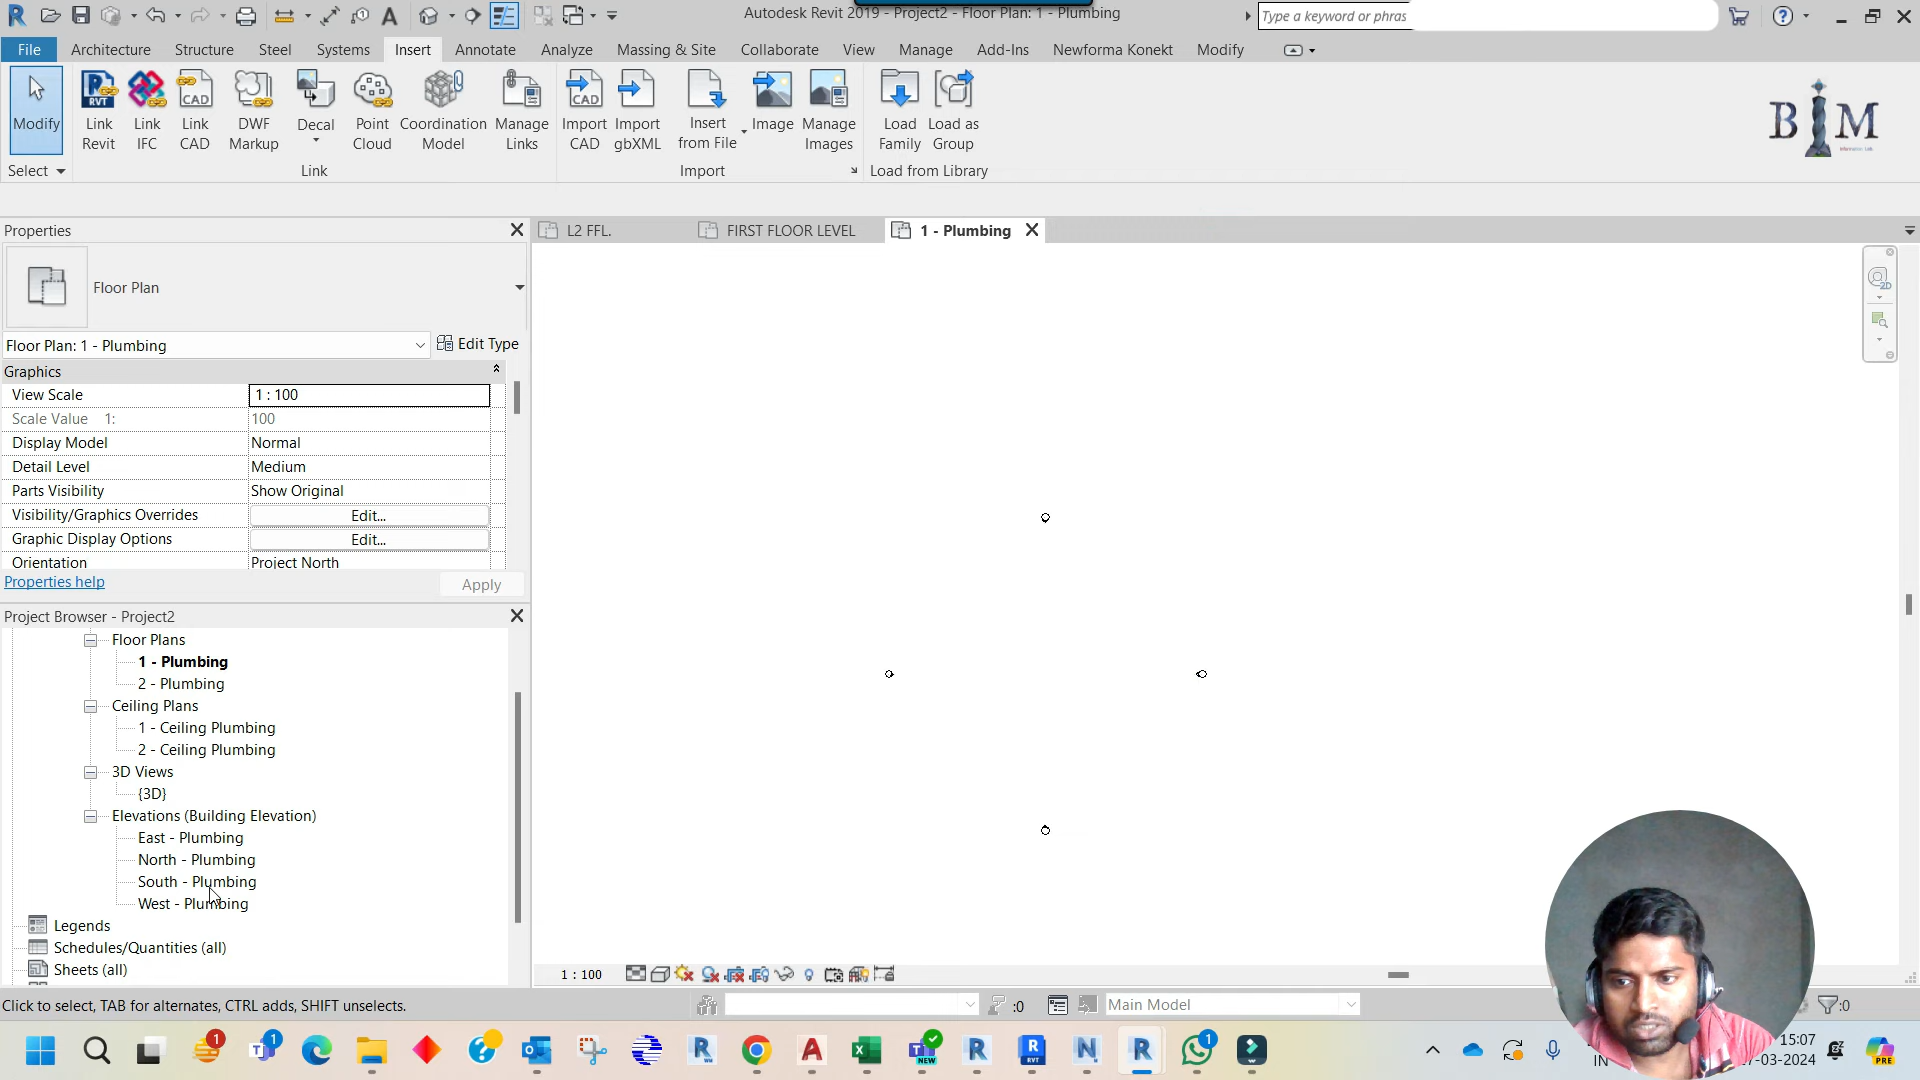 Autodesk Revit 2019 - Project2 - Floor Plan: 1 - Plumbing
Type a keyword or phras
File Architecture Structure Steel Systems Insert Annotate Analyze Massing & Site Collaborate View Manage Add-Ins Newforma Konekt Modify
Modify
Link Revit
Link IFC
Link CAD
DWF Markup
Decal
Point Cloud
Coordination Model
Manage Links
Import CAD
Import gbXML
Insert from File
Image
Manage Images
Load Family
Load as Group
BIM
Select
Link
Import
Load from Library
Properties
L2 FFL.
FIRST FLOOR LEVEL
1 - Plumbing
Floor Plan
Floor Plan: 1 - Plumbing
Edit Type
Graphics
View Scale 1 : 100
Scale Value 1: 100
Display Model Normal
Detail Level Medium
Parts Visibility Show Original
Visibility/Graphics Overrides Edit...
Graphic Display Options Edit...
Orientation Project North
Properties help
Apply
Project Browser - Project2
Floor Plans
1 - Plumbing
2 - Plumbing
Ceiling Plans
1 - Ceiling Plumbing
2 - Ceiling Plumbing
3D Views
{3D}
Elevations (Building Elevation)
East - Plumbing
North - Plumbing
South - Plumbing
West - Plumbing
Legends
Schedules/Quantities (all)
Sheets (all)
1 : 100
Click to select, TAB for alternates, CTRL adds, SHIFT unselects.
:0
Main Model
:0
15:07
IN
7-03-2024